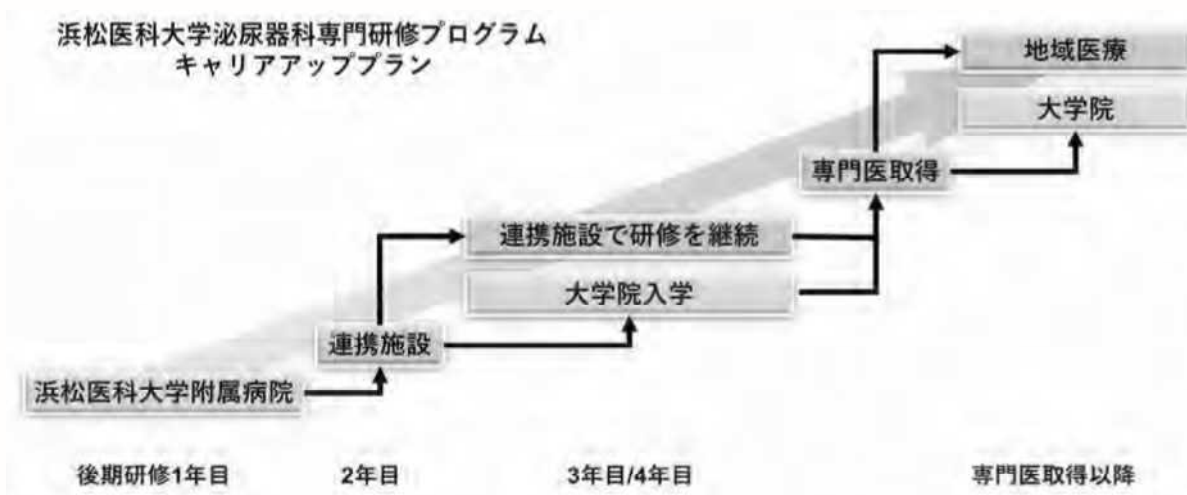 浜松医科大学泌尿器科専門研修プログラム
キャリアアッププラン
地域医療
大学院
専門医取得
連携施設で研修を継続
大学院入学
連携施設
浜松医科大学附属病院
後期研修1年目
2年目
3年目/4年目
専門医取得以降